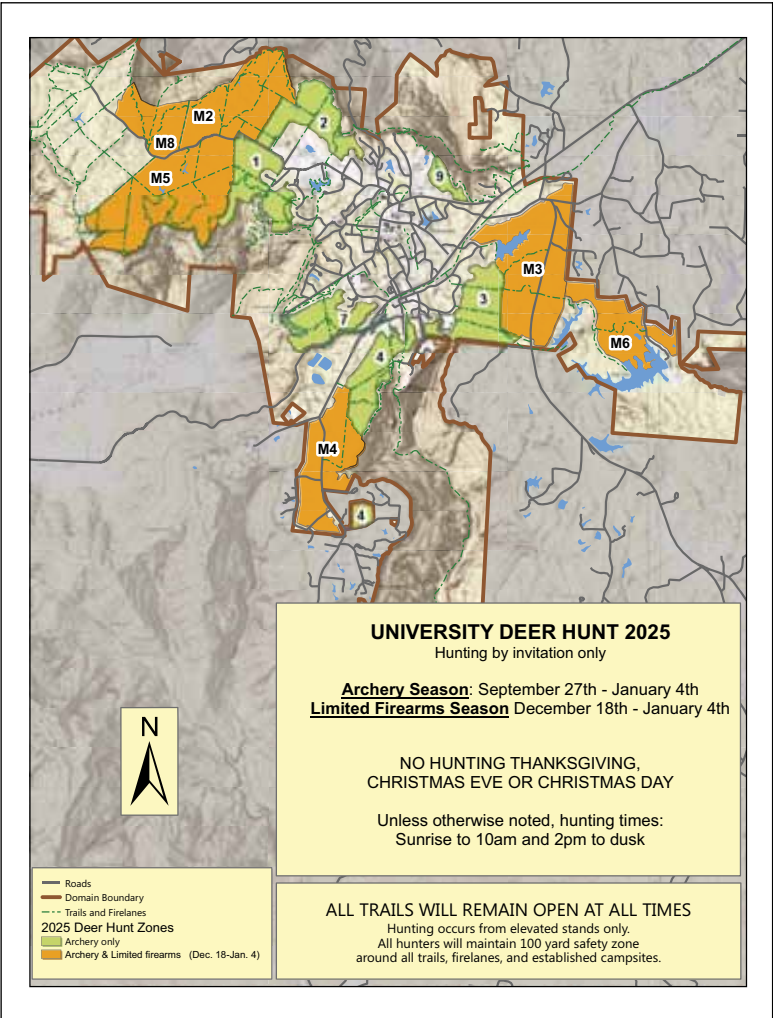 M2
2
M8
1
M5
9
M3
3
7
M6
4
M4
4
UNIVERSITY DEER HUNT 2025
Hunting by invitation only
Archery Season: September 27th - January 4th
Limited Firearms Season December 18th - January 4th
NO HUNTING THANKSGIVING,
CHRISTMAS EVE OR CHRISTMAS DAY
Unless otherwise noted, hunting times:
Sunrise to 10am and 2pm to dusk
N
Roads
Domain Boundary
Trails and Firelanes
2025 Deer Hunt Zones
Archery only
Archery & Limited firearms (Dec. 18-Jan. 4)
ALL TRAILS WILL REMAIN OPEN AT ALL TIMES
Hunting occurs from elevated stands only.
All hunters will maintain 100 yard safety zone
around all trails, firelanes, and established campsites.